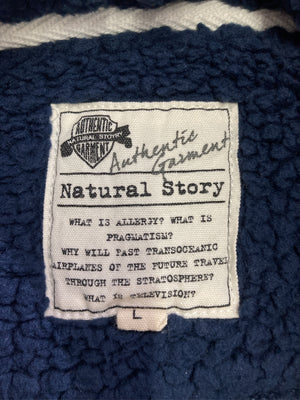 AUTHENTIC
NATURAL STORY
GARMENT
Authentic
Garment
Natural Story
WHAT IS ALLERGY? WHAT IS
PRAGMATISM?
WHY WILL FAST TRANSOCEANIC
AIRPLANES OF THE FUTURE TRAVEL
THROUGH THE STRATOSPHERE?
WHAT IS TELEVISION?
L